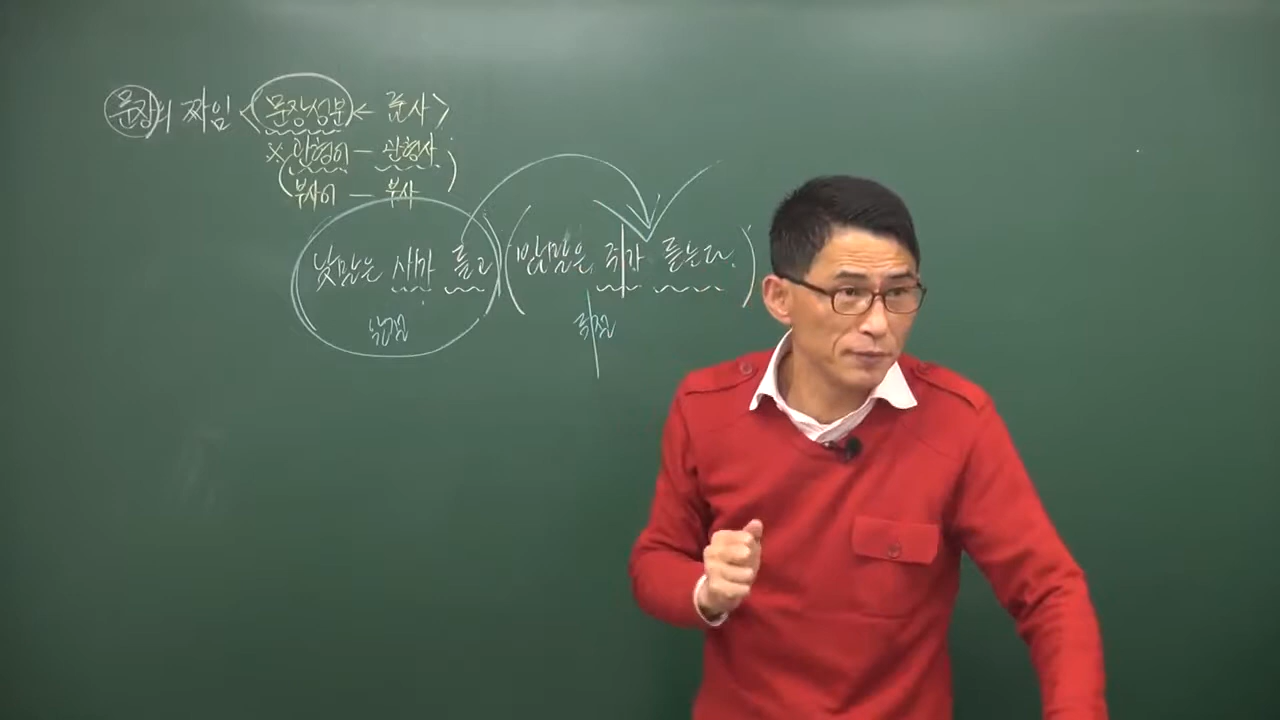 문장의 짜임 < 문장성분 ← 품사 >
※ 관형어 - 관형사
부사어 - 부사
낮말은 새가 듣고 밤말은 쥐가 듣는다.